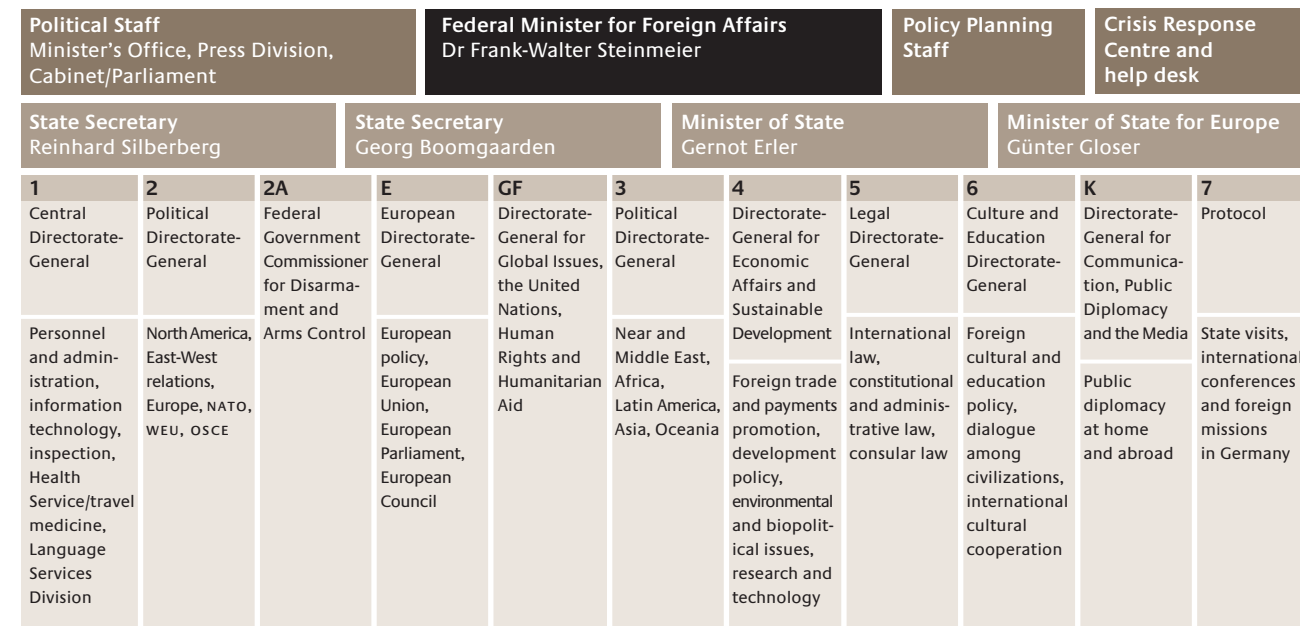 Political Staff
Minister's Office, Press Division,
Cabinet/Parliament
Federal Minister for Foreign Affairs
Dr Frank-Walter Steinmeier
Policy Planning
Staff
Crisis Response
Centre and
help desk
State Secretary
Reinhard Silberberg
State Secretary
Georg Boomgaarden
Minister of State
Gernot Erler
Minister of State for Europe
Günter Gloser
1
Central
Directorate-
General
Personnel
and admin-
istration,
information
technology,
inspection,
Health
Service/travel
medicine,
Language
Services
Division
2
Political
Directorate-
General
North America,
East-West
relations,
Europe, NATO,
WEU, OSCE
2A
Federal
Government
Commissioner
for Disarma-
ment and
Arms Control
E
European
Directorate-
General
European
policy,
European
Union,
European
Parliament,
European
Council
GF
Directorate-
General for
Global Issues,
the United
Nations,
Human
Rights and
Humanitarian
Aid
3
Political
Directorate-
General
Near and
Middle East,
Africa,
Latin America,
Asia, Oceania
4
Directorate-
General for
Economic
Affairs and
Sustainable
Development
Foreign trade
and payments
promotion,
development
policy,
environmental
and biopolit-
ical issues,
research and
technology
5
Legal
Directorate-
General
International
law,
constitutional
and adminis-
trative law,
consular law
6
Culture and
Education
Directorate-
General
Foreign
cultural and
education
policy,
dialogue
among
civilizations,
international
cultural
cooperation
K
Directorate-
General for
Communica-
tion, Public
Diplomacy
and the Media
Public
diplomacy
at home
and abroad
7
Protocol
State visits,
international
conferences
and foreign
missions
in Germany